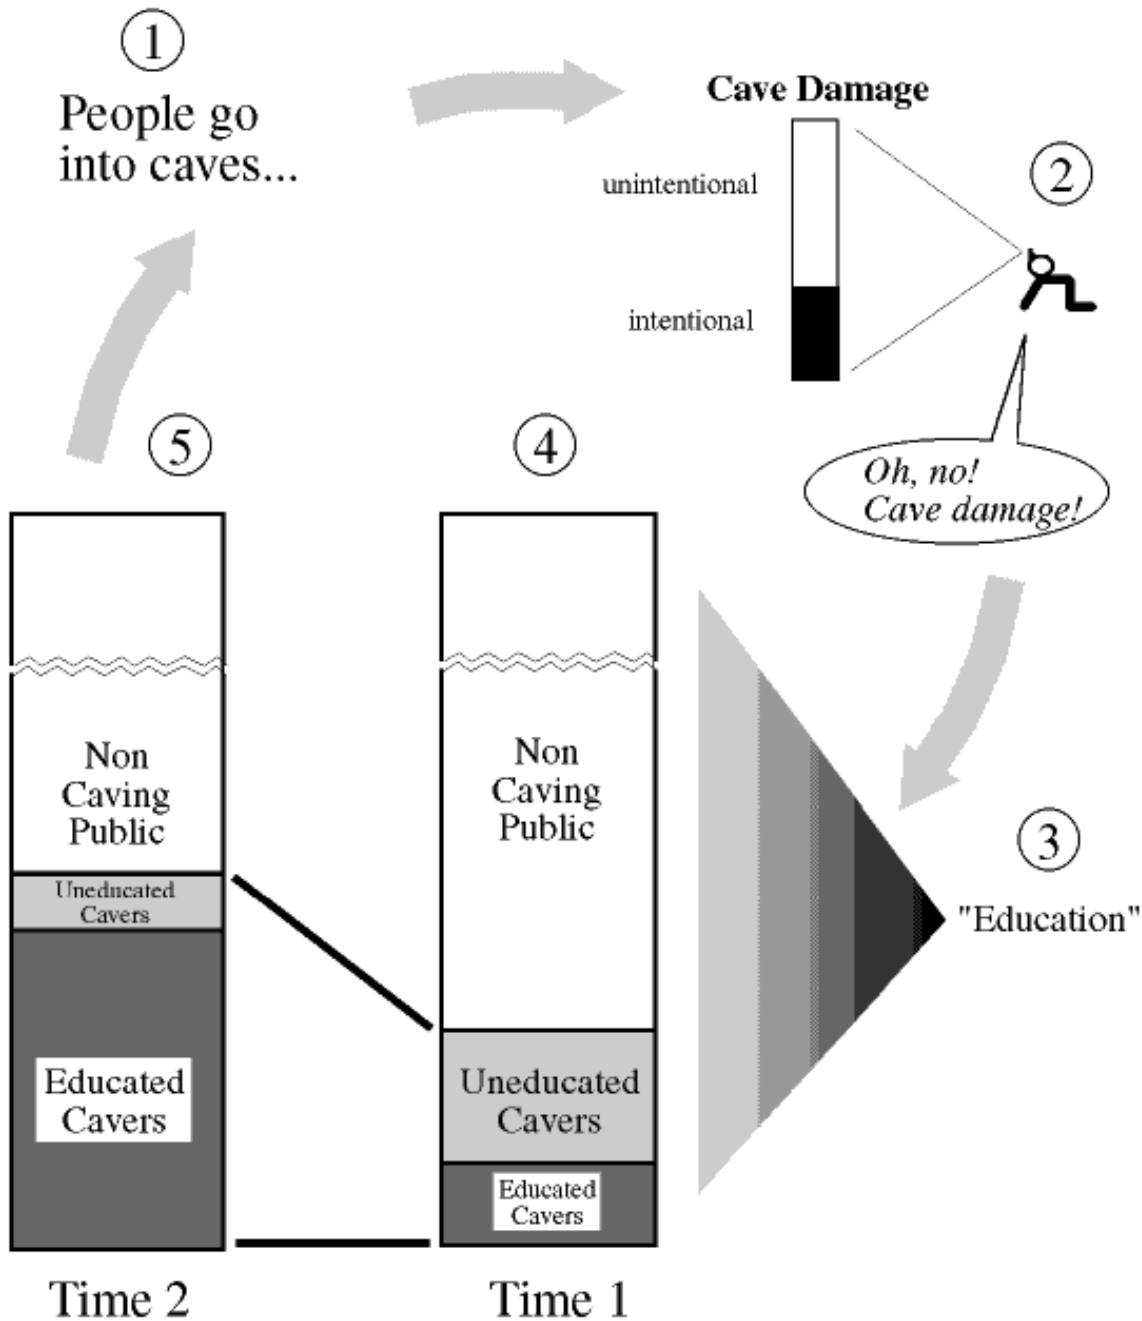 1
People go
into caves...
Cave Damage
unintentional
intentional
2
Oh, no!
Cave damage!
3
"Education"
4
Non
Caving
Public
Uneducated
Cavers
Educated
Cavers
Time 1
5
Non
Caving
Public
Uneducated
Cavers
Educated
Cavers
Time 2